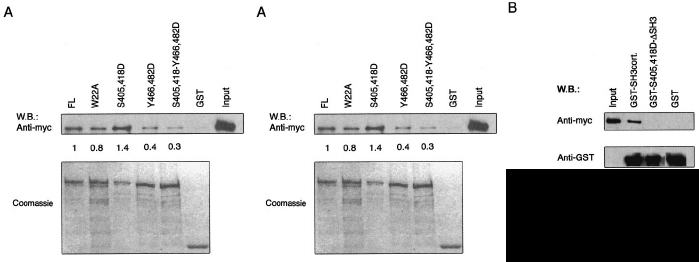 A
FL
W22A
S405,418D
Y466,482D
S405,418-Y466,482D
GST
Input
W.B.:
Anti-myc
1 0.8 1.4 0.4 0.3
Coomassie
A
FL
W22A
S405,418D
Y466,482D
S405,418-Y466,482D
GST
Input
W.B.:
Anti-myc
1 0.8 1.4 0.4 0.3
Coomassie
B
Input
GST-SH3cort.
GST-S405,418D-ΔSH3
GST
W.B.:
Anti-myc
Anti-GST